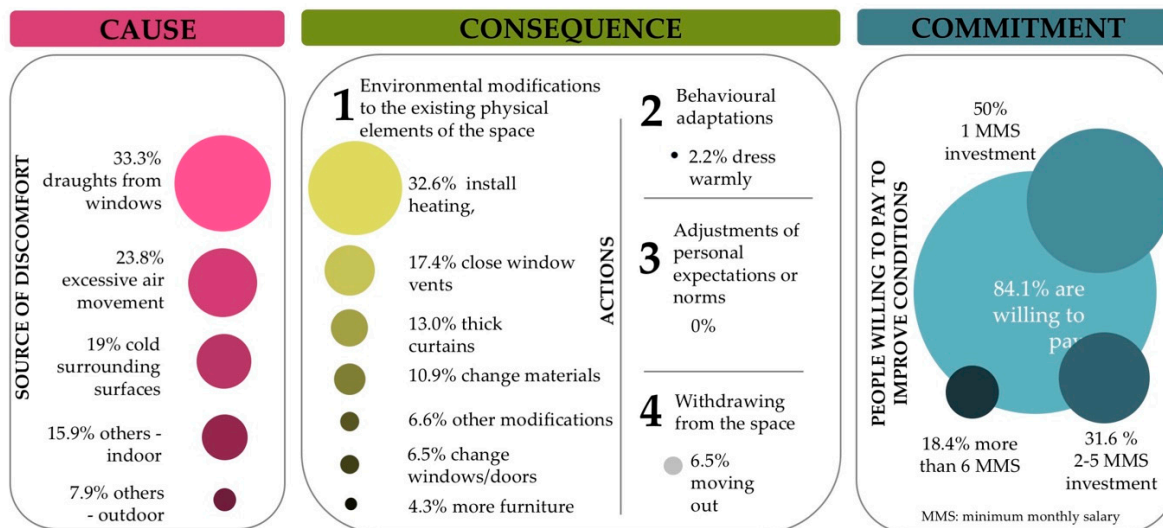 CAUSE
SOURCE OF DISCOMFORT
33.3%
draughts from
windows
23.8%
excessive air
movement
19% cold
surrounding
surfaces
15.9% others -
indoor
7.9% others
- outdoor
CONSEQUENCE
1 Environmental modifications
to the existing physical
elements of the space
32.6% install
heating,
17.4% close window
vents
13.0% thick
curtains
10.9% change materials
6.6% other modifications
6.5% change
windows/doors
4.3% more furniture
ACTIONS
2 Behavioural
adaptations
2.2% dress
warmly
3 Adjustments of
personal
expectations or
norms
0%
4 Withdrawing
from the space
6.5%
moving
out
COMMITMENT
PEOPLE WILLING TO PAY TO
IMPROVE CONDITIONS
50%
1 MMS
investment
84.1% are
willing to
pay
18.4% more
than 6 MMS
31.6 %
2-5 MMS
investment
MMS: minimum monthly salary